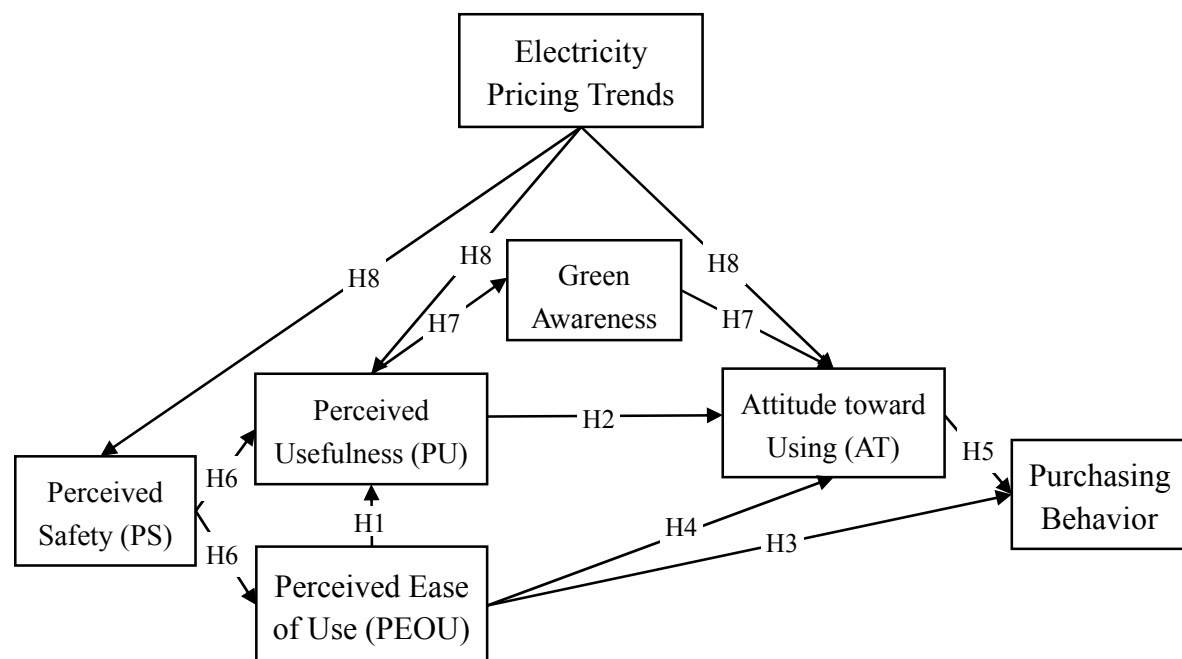 Electricity
Pricing Trends
H8
H8
H8
Green
Awareness
H7
H7
Perceived
Usefulness (PU)
H2
Attitude toward
Using (AT)
H5
Purchasing
Behavior
H6
Perceived
Safety (PS)
H6
H1
H4
H3
Perceived Ease
of Use (PEOU)